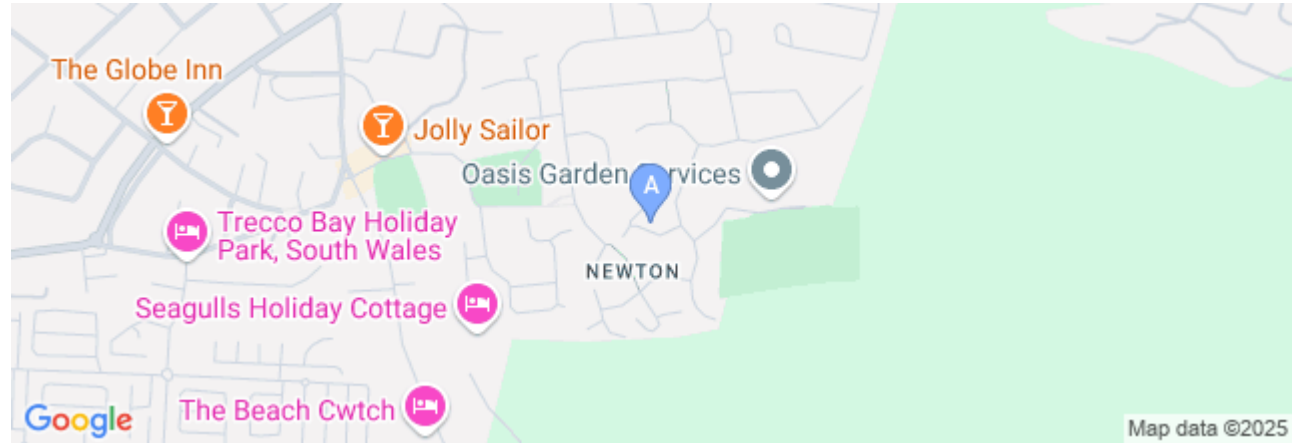 The Globe Inn
Jolly Sailor
Oasis Garden Services
A
Trecco Bay Holiday
Park, South Wales
NEWTON
Seagulls Holiday Cottage
The Beach Cwtch
Google
Map data ©2025